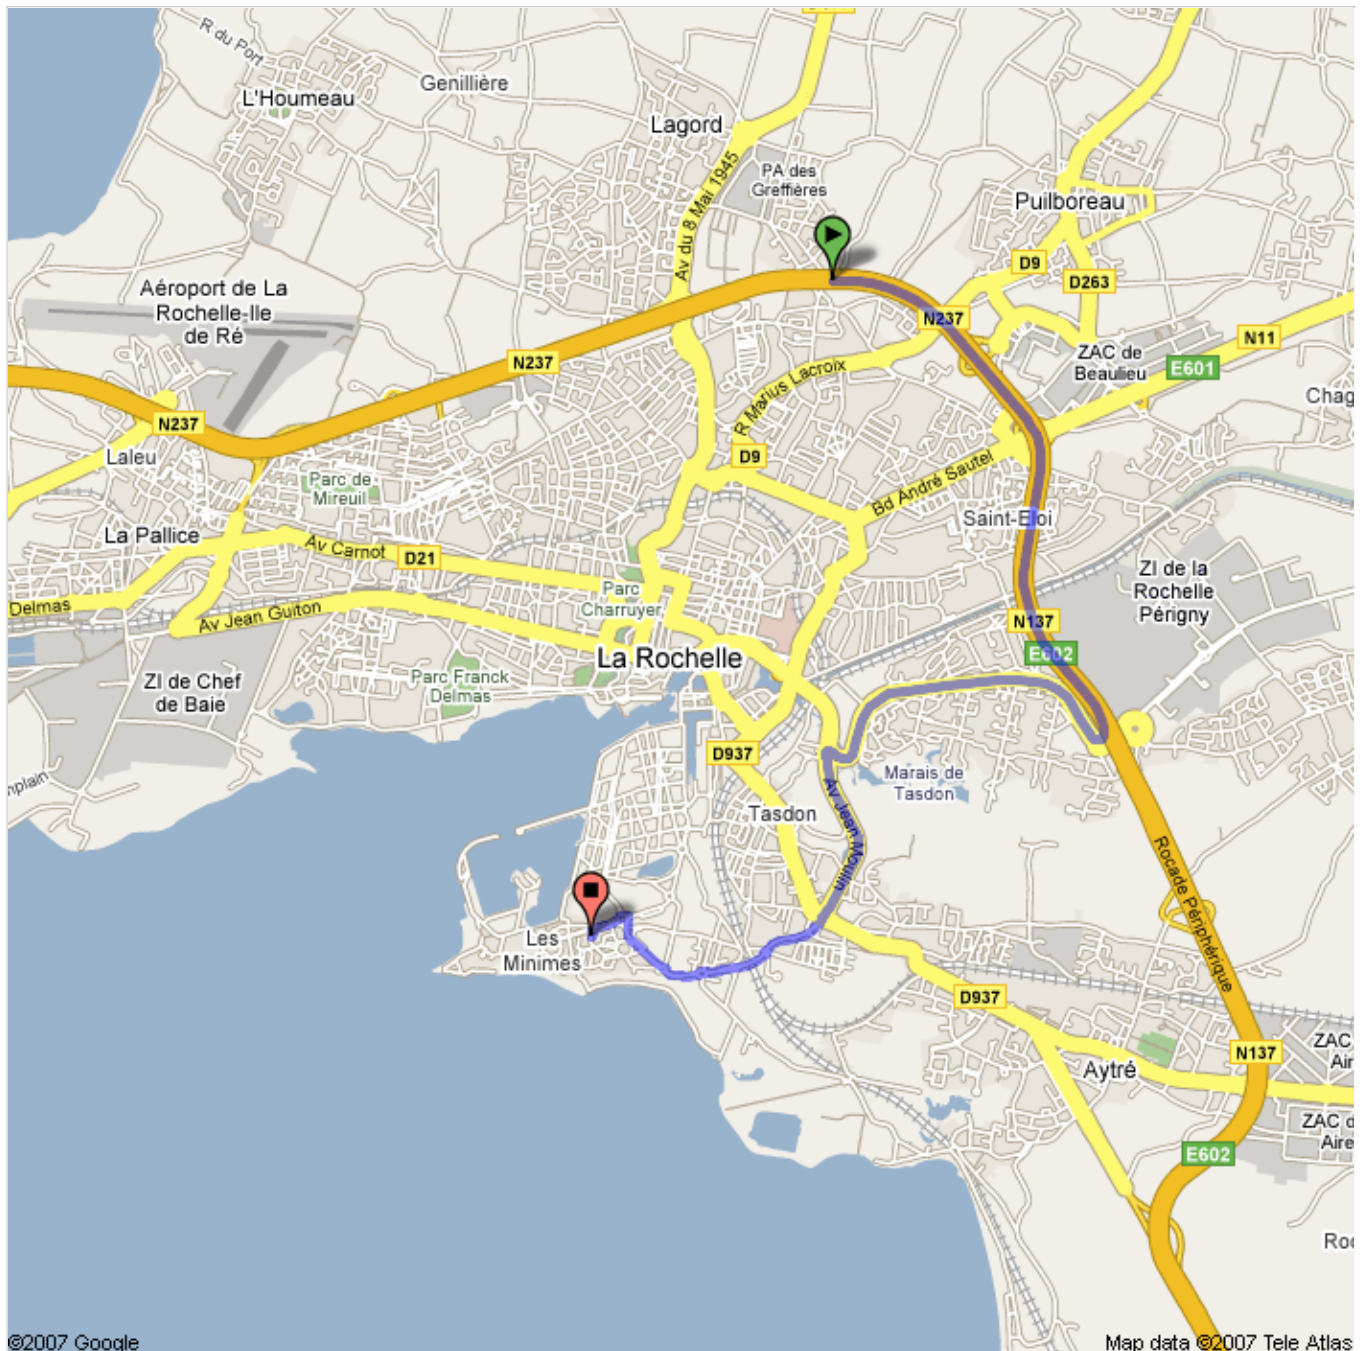 R du Port
Genillière
L'Houmeau
Lagord
Av du 8 Mai 1945
PA des
Greffières
Puilboreau
D9
D263
Aéroport de La
Rochelle-Ile
de Ré
N237
N237
N11
ZAC de
Beaulieu
E601
R Marius Lacroix
Chag
N237
Laleu
D9
Bd André Sautel
Parc de
Mireuil
Saint-Eloi
La Pallice
Av Carnot
D21
ZI de la
Rochelle
Périgny
Parc
Charruyer
Delmas
Av Jean Guiton
N137
E602
La Rochelle
ZI de Chef
de Baie
Parc Franck
Delmas
D937
Marais de
Tasdon
nplain
Tasdon
Av Jean Moulin
Rocade Périphérique
Les
Minimes
D937
N137
ZAC
Air
Aytré
ZAC d
Aire
E602
Roc
©2007 Google
Map data ©2007 Tele Atlas